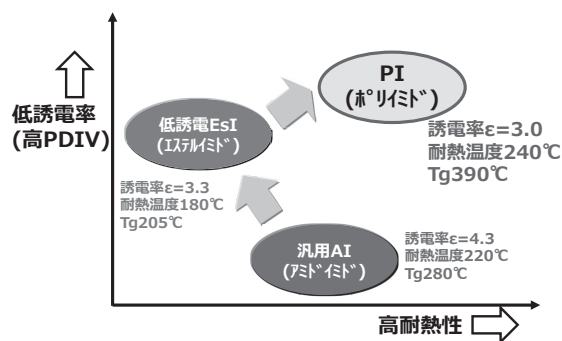 低誘電率
(高PDIV)
PI
(ﾎﾟﾘｲﾐﾄﾞ)
誘電率ε=3.0
耐熱温度240℃
Tg390℃
低誘電EsI
(ｴｽﾃﾙｲﾐﾄﾞ)
誘電率ε=3.3
耐熱温度180℃
Tg205℃
汎用AI
(ｱﾐﾄﾞｲﾐﾄﾞ)
誘電率ε=4.3
耐熱温度220℃
Tg280℃
高耐熱性